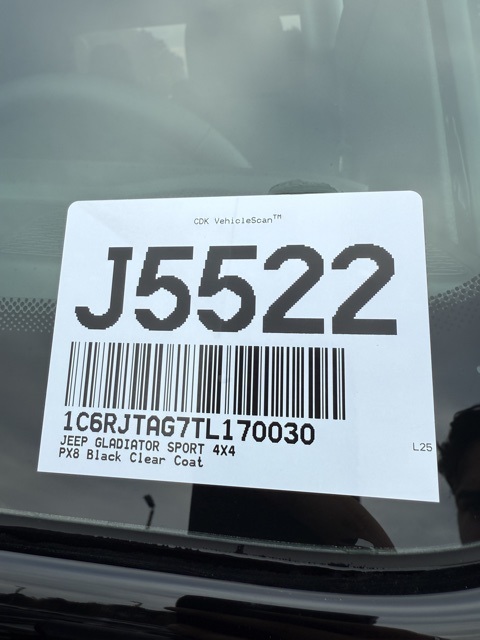 CDK VehicleScan™
J5522
1C6RJTAG7TL170030
JEEP GLADIATOR SPORT 4X4
PX8 Black Clear Coat
L25